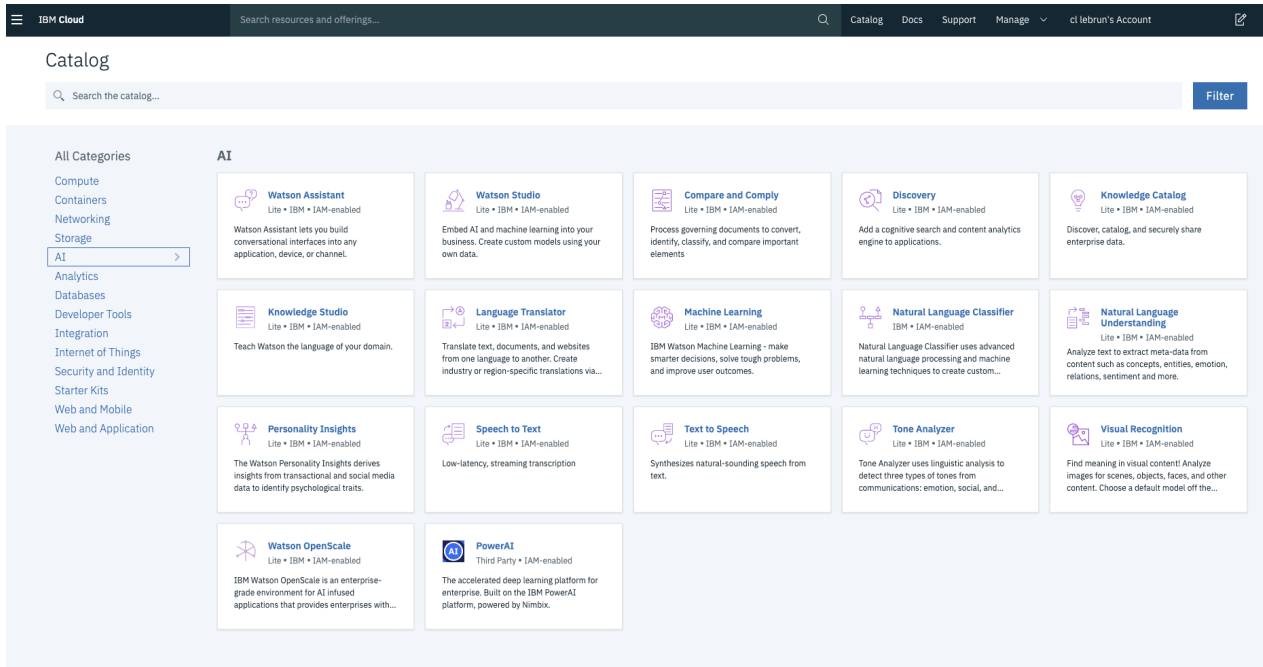 IBM Cloud
Search resources and offerings...
Catalog
Docs
Support
Manage
cl lebrun's Account
Catalog
Search the catalog...
Filter
All Categories
Compute
Containers
Networking
Storage
AI
Analytics
Databases
Developer Tools
Integration
Internet of Things
Security and Identity
Starter Kits
Web and Mobile
Web and Application
AI
Watson Assistant
Lite • IBM • IAM-enabled
Watson Assistant lets you build
conversational interfaces into any
application, device, or channel.
Watson Studio
Lite • IBM • IAM-enabled
Embed AI and machine learning into your
business. Create custom models using your
own data.
Compare and Comply
Lite • IBM • IAM-enabled
Process governing documents to convert,
identify, classify, and compare important
elements
Discovery
Lite • IBM • IAM-enabled
Add a cognitive search and content analytics
engine to applications.
Knowledge Catalog
Lite • IBM • IAM-enabled
Discover, catalog, and securely share
enterprise data.
Knowledge Studio
Lite • IBM • IAM-enabled
Teach Watson the language of your domain.
Language Translator
Lite • IBM • IAM-enabled
Translate text, documents, and websites
from one language to another. Create
industry or region-specific translations via...
Machine Learning
Lite • IBM • IAM-enabled
IBM Watson Machine Learning - make
smarter decisions, solve tough problems,
and improve user outcomes.
Natural Language Classifier
IBM • IAM-enabled
Natural Language Classifier uses advanced
natural language processing and machine
learning techniques to create custom...
Natural Language
Understanding
Lite • IBM • IAM-enabled
Analyze text to extract meta-data from
content such as concepts, entities, emotion,
relations, sentiment and more.
Personality Insights
Lite • IBM • IAM-enabled
The Watson Personality Insights derives
insights from transactional and social media
data to identify psychological traits.
Speech to Text
Lite • IBM • IAM-enabled
Low-latency, streaming transcription
Text to Speech
Lite • IBM • IAM-enabled
Synthesizes natural-sounding speech from
text.
Tone Analyzer
Lite • IBM • IAM-enabled
Tone Analyzer uses linguistic analysis to
detect three types of tones from
communications: emotion, social, and...
Visual Recognition
Lite • IBM • IAM-enabled
Find meaning in visual content! Analyze
images for scenes, objects, faces, and other
content. Choose a default model off the...
Watson OpenScale
Lite • IBM • IAM-enabled
IBM Watson OpenScale is an enterprise-
grade environment for AI infused
applications that provides enterprises with...
AI
PowerAI
Third Party • IAM-enabled
The accelerated deep learning platform for
enterprise. Built on the IBM PowerAI
platform, powered by Nimbix.